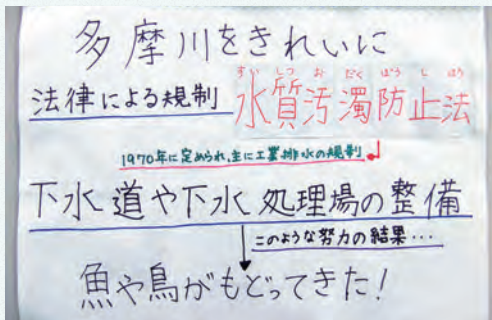 多摩川をきれいに
すいしつおだくぼうしほう
法律による規制 水質汚濁防止法
1970年に定められ、主に工業排水の規制
下水道や下水処理場の整備
このような努力の結果...
魚や鳥がもどってきた!